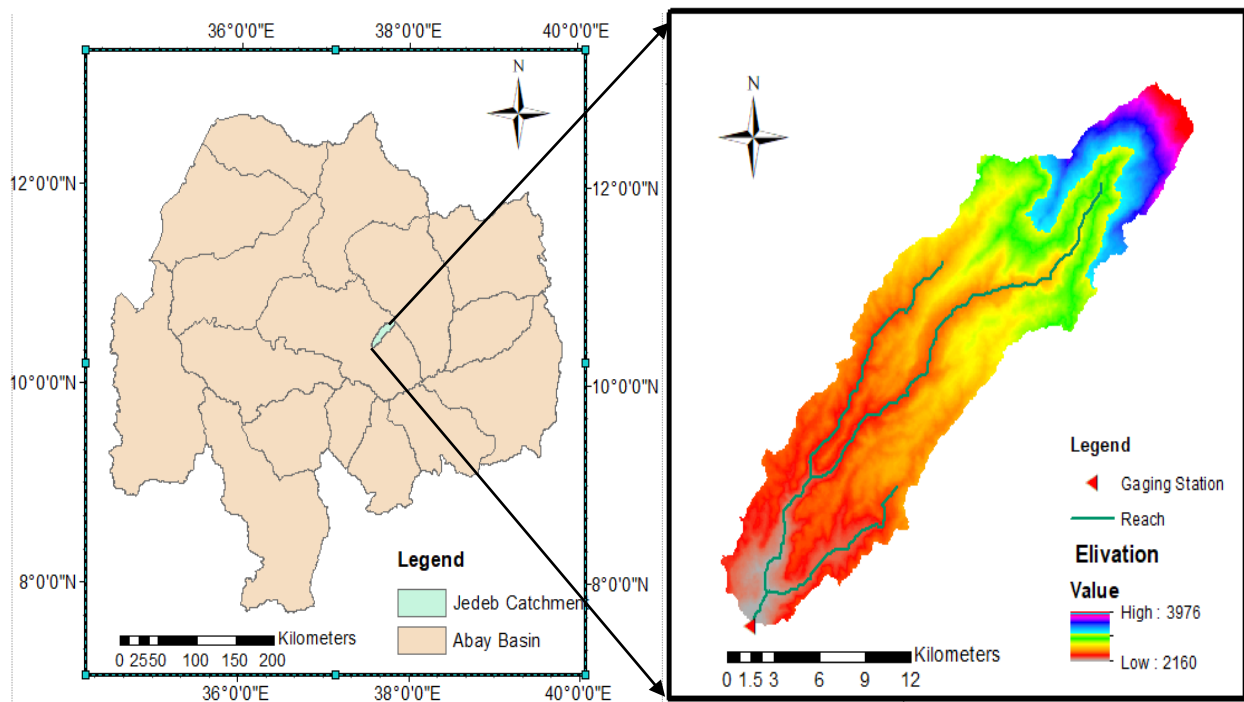 36°0'0"E 38°0'0"E 40°0'0"E
N
12°0'0"N 12°0'0"N
10°0'0"N 10°0'0"N
8°0'0"N 8°0'0"N
Legend
Jedeb Catchmen
Abay Basin
Kilometers
0 25 50 100 150 200
36°0'0"E 38°0'0"E 40°0'0"E
N
Legend
Gaging Station
Reach
Elivation
Value
High : 3976
Low : 2160
Kilometers
0 1.5 3 6 9 12